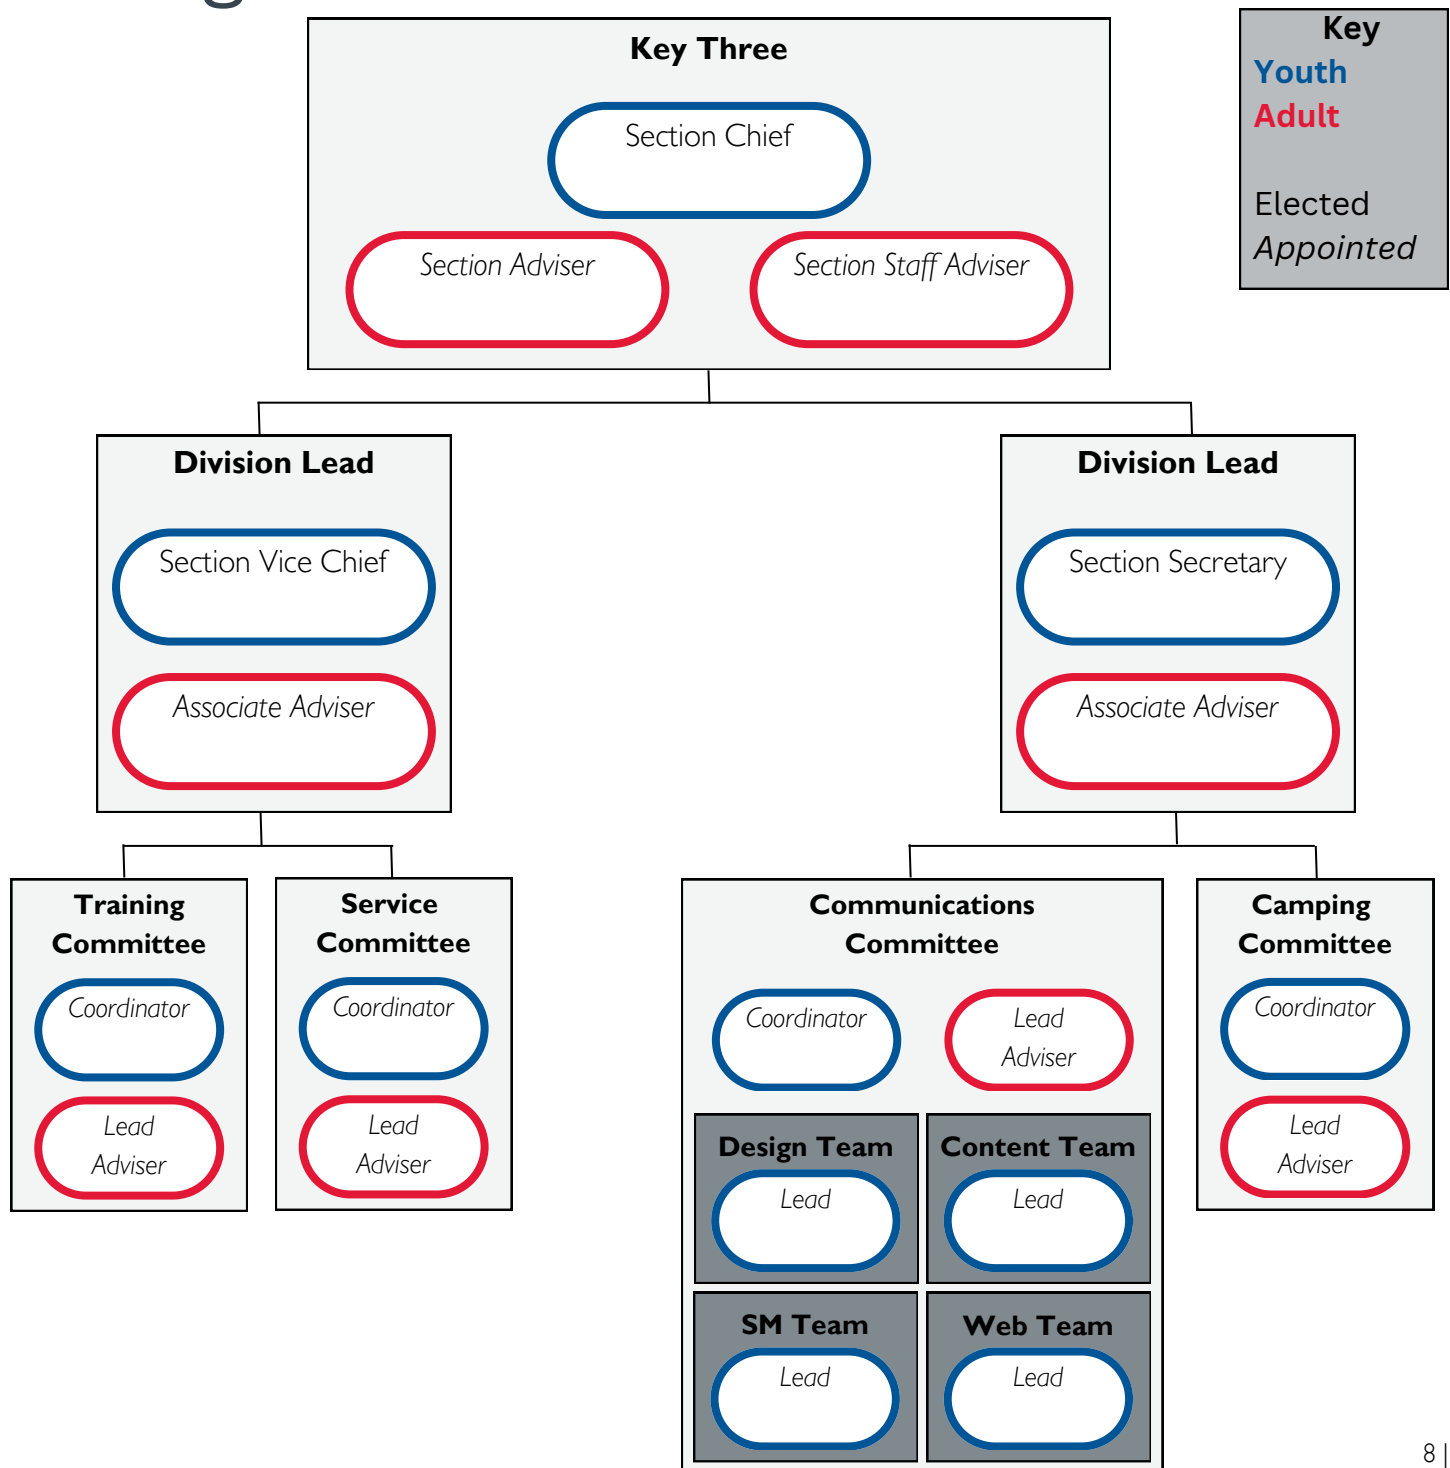 Key Three
Section Chief
Section Adviser
Section Staff Adviser
Key
Youth
Adult
Elected
Appointed
Division Lead
Section Vice Chief
Associate Adviser
Division Lead
Section Secretary
Associate Adviser
Training
Committee
Coordinator
Lead
Adviser
Service
Committee
Coordinator
Lead
Adviser
Communications
Committee
Coordinator
Lead
Adviser
Design Team
Lead
Content Team
Lead
SM Team
Lead
Web Team
Lead
Camping
Committee
Coordinator
Lead
Adviser
8 |